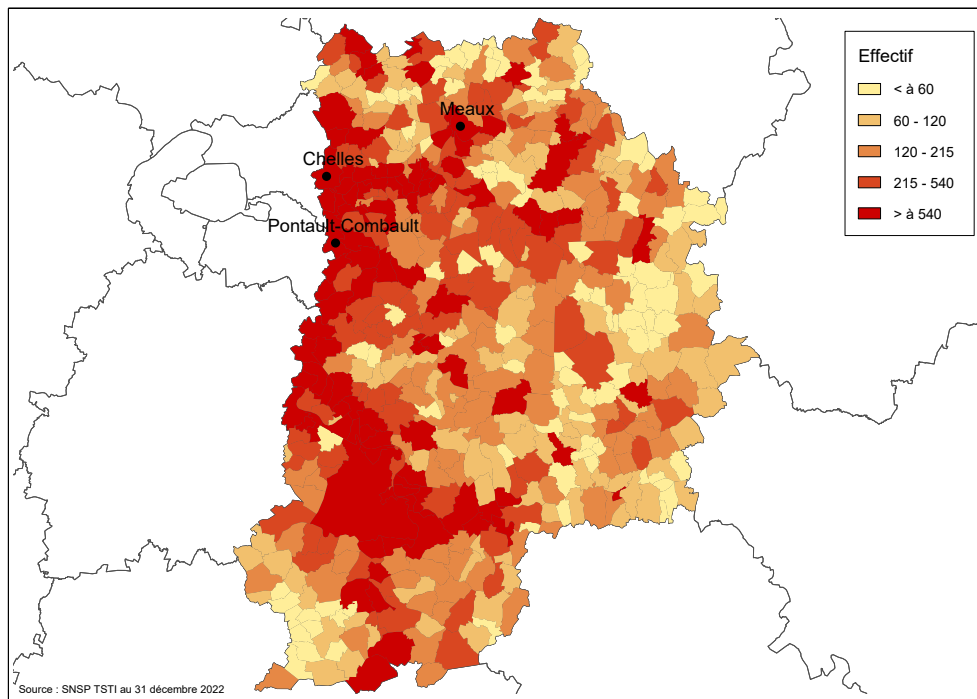 Effectif
< à 60
60 - 120
120 - 215
215 - 540
> à 540
Meaux
Chelles
Pontault-Combault
Source : SNSP TSTI au 31 décembre 2022